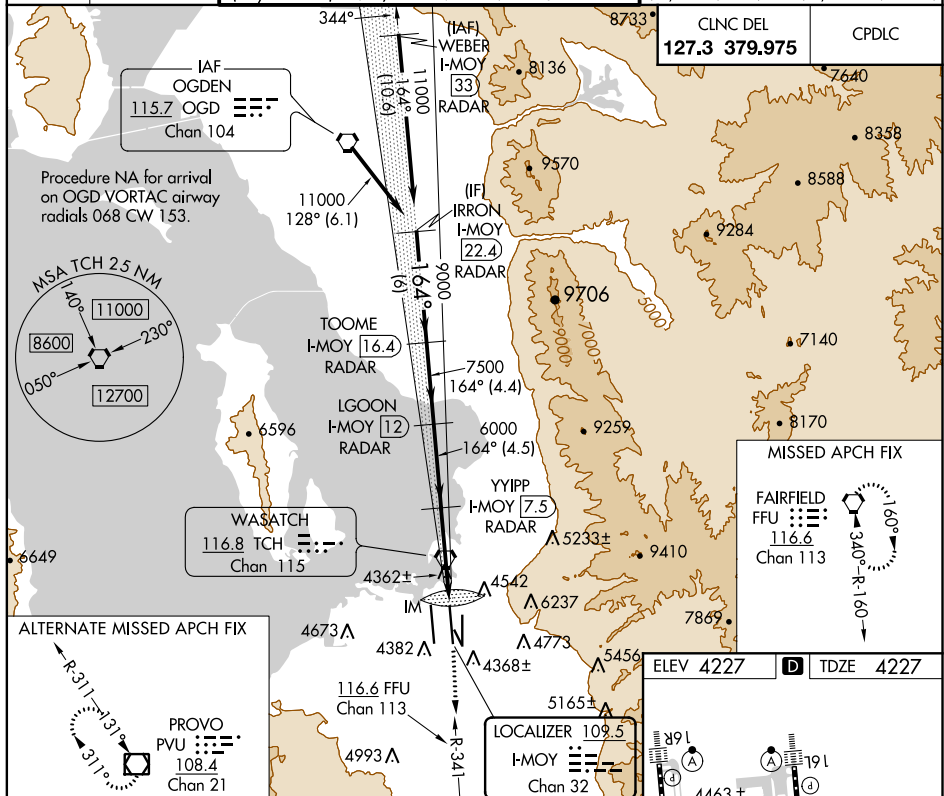 344°
(IAF)
WEBER
I-MOY
33
RADAR
11000
164°
(10.6)
8733
CLNC DEL
127.3 379.975
CPDLC
7640
8136
8358
IAF
OGDEN
115.7 OGD
Chan 104
9570
8588
Procedure NA for arrival
on OGD VORTAC airway
radials 068 CW 153.
11000
128° (6.1)
(IF)
IRRON
I-MOY
22.4
RADAR
9284
9000
164°
(6)
MSA TCH 25 NM
140°
11000
8600
230°
050°
12700
9706
5000
7000
9000
TOOME
I-MOY 16.4
RADAR
7500
164° (4.4)
7140
LGOON
I-MOY 12
RADAR
6000
164° (4.5)
6596
9259
8170
YYIPP
I-MOY 7.5
RADAR
MISSED APCH FIX
FAIRFIELD
FFU
116.6
Chan 113
160°
340°
R-160
WASATCH
116.8 TCH
Chan 115
5233±
9410
6649
4362±
4542
IM
6237
7869
ALTERNATE MISSED APCH FIX
R-311
131°
311°
PROVO
PVU
108.4
Chan 21
4673
4382
4773
4368±
5456
ELEV 4227
D
TDZE 4227
116.6 FFU
Chan 113
R-341
5165±
LOCALIZER 109.5
I-MOY
Chan 32
4993
16R
A
A
16L
P
P
4463±